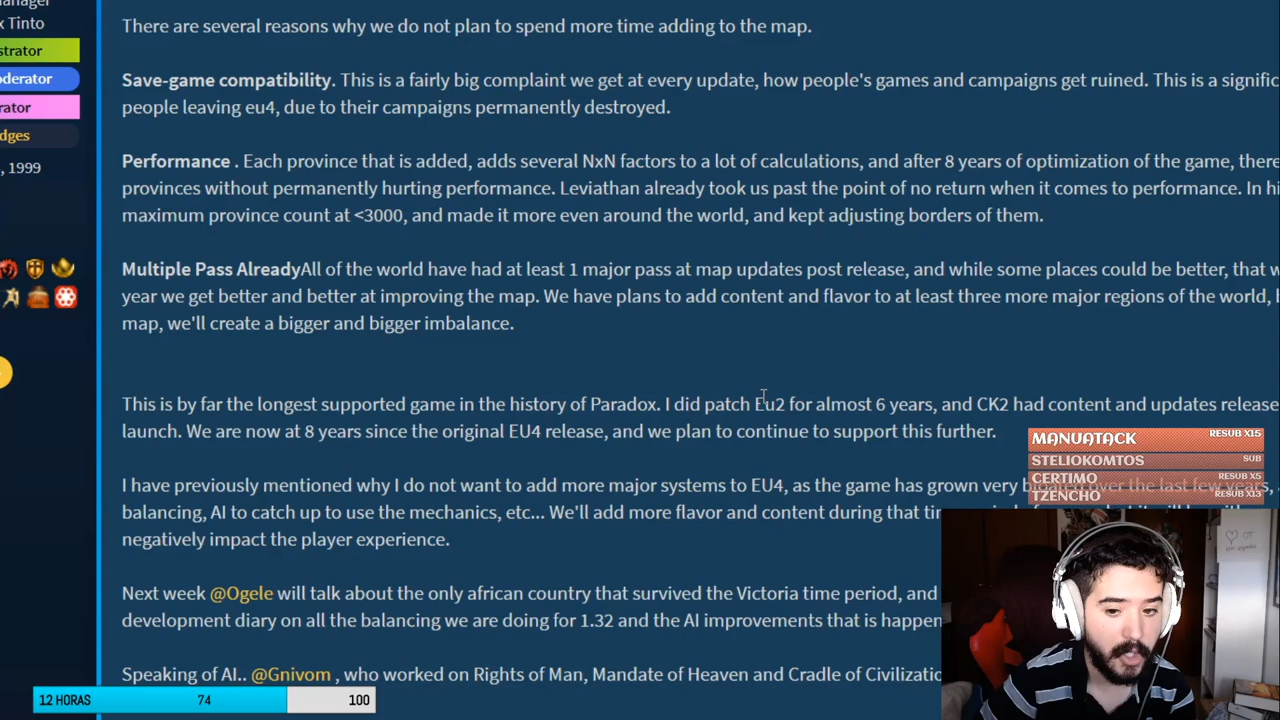 anager
x Tinto
strator
oderator
rator
dges
, 1999
There are several reasons why we do not plan to spend more time adding to the map.
Save-game compatibility. This is a fairly big complaint we get at every update, how people's games and campaigns get ruined. This is a signific
people leaving eu4, due to their campaigns permanently destroyed.
Performance . Each province that is added, adds several NxN factors to a lot of calculations, and after 8 years of optimization of the game, there
provinces without permanently hurting performance. Leviathan already took us past the point of no return when it comes to performance. In hi
maximum province count at <3000, and made it more even around the world, and kept adjusting borders of them.
Multiple Pass AlreadyAll of the world have had at least 1 major pass at map updates post release, and while some places could be better, that w
year we get better and better at improving the map. We have plans to add content and flavor to at least three more major regions of the world, b
map, we'll create a bigger and bigger imbalance.
This is by far the longest supported game in the history of Paradox. I did patch Eu2 for almost 6 years, and CK2 had content and updates release
launch. We are now at 8 years since the original EU4 release, and we plan to continue to support this further.
I have previously mentioned why I do not want to add more major systems to EU4, as the game has grown very over the last few years,
balancing, AI to catch up to use the mechanics, etc... We'll add more flavor and content during that
negatively impact the player experience.
Next week @Ogele will talk about the only african country that survived the Victoria time period, and
development diary on all the balancing we are doing for 1.32 and the AI improvements that is happen
Speaking of AI.. @Gnivom , who worked on Rights of Man, Mandate of Heaven and Cradle of Civilizatio
MANUATACK RESUB X15
STELIOKOMTOS SUB
CERTIMO RESUB X5
TZENCHO RESUB X13
12 HORAS 74 100